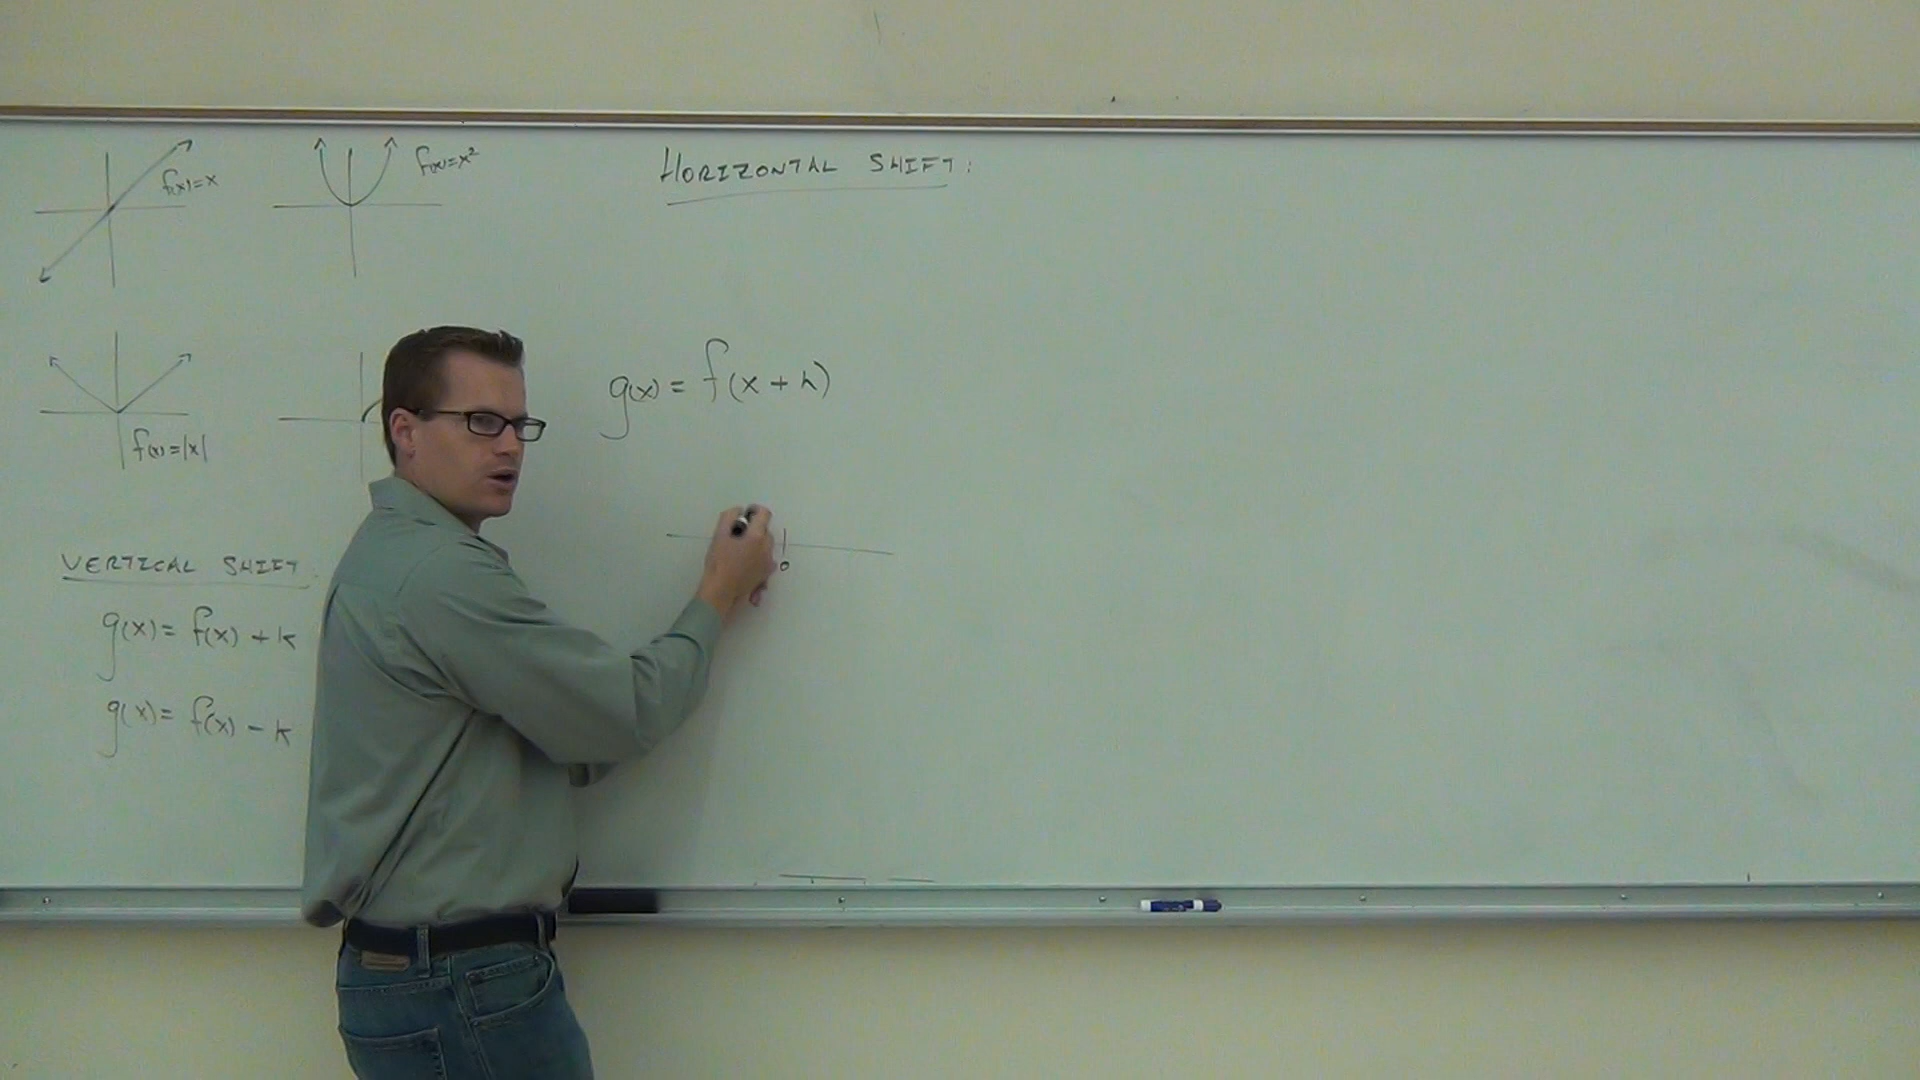 f(x)=x
f(x)=x²
HORIZONTAL SHIFT:
g(x) = f(x + h)
f(x)=|x|
0
VERTICAL SHIFT
g(x) = f(x) + k
g(x) = f(x) - k